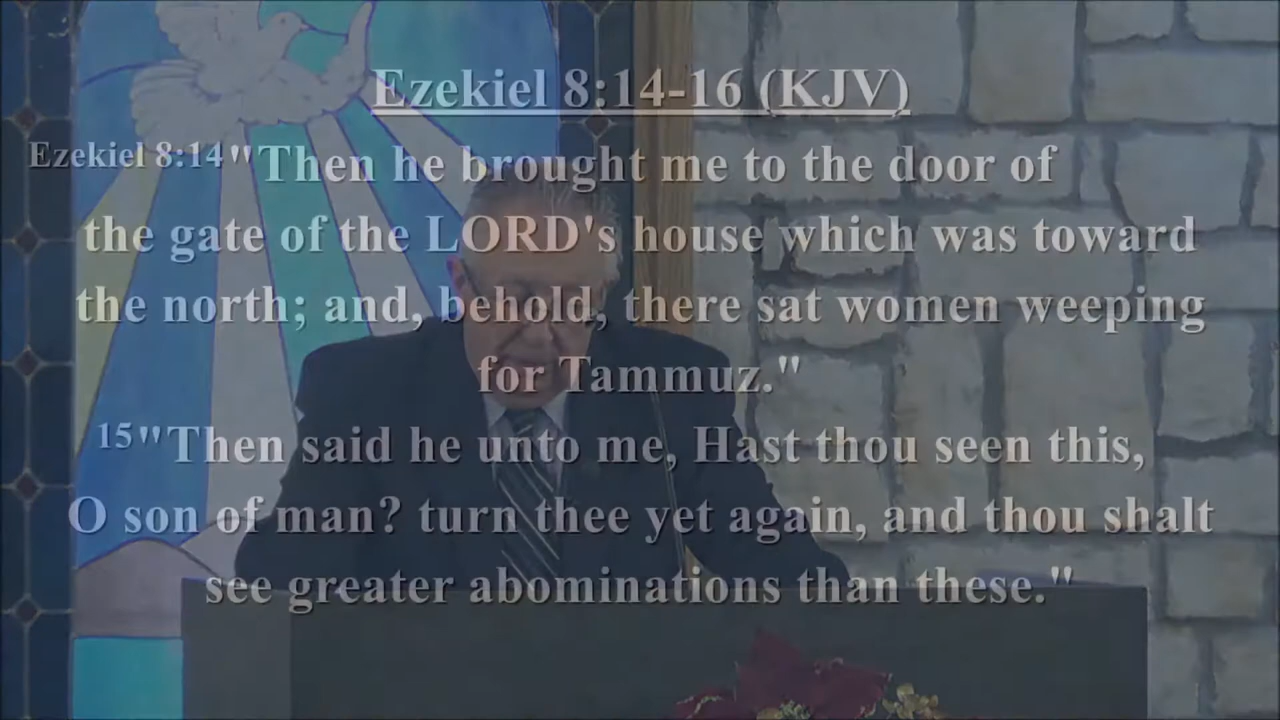 Ezekiel 8:14-16 (KJV)
Ezekiel 8:14"Then he brought me to the door of
the gate of the LORD's house which was toward
the north; and, behold, there sat women weeping
for Tammuz."
15"Then said he unto me, Hast thou seen this,
O son of man? turn thee yet again, and thou shalt
see greater abominations than these."